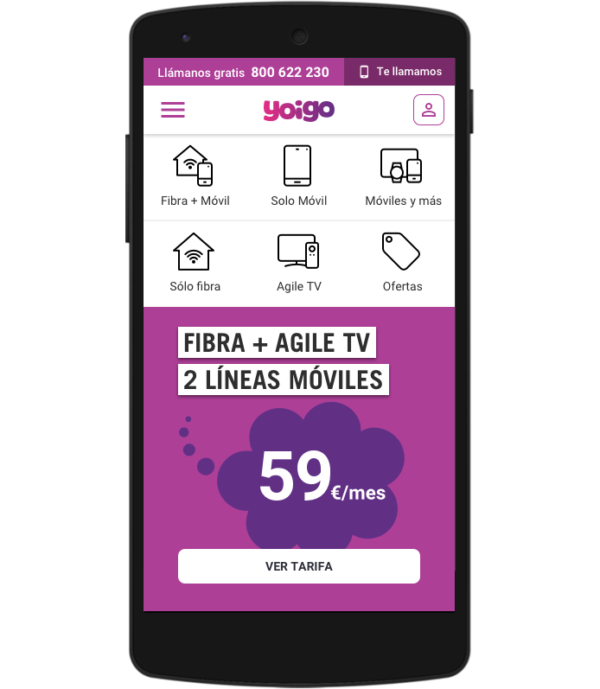 Llámanos gratis 800 622 230
Te llamamos
yoigo
Fibra + Móvil
Solo Móvil
Móviles y más
Sólo fibra
Agile TV
Ofertas
FIBRA + AGILE TV
2 LÍNEAS MÓVILES
59€/mes
VER TARIFA